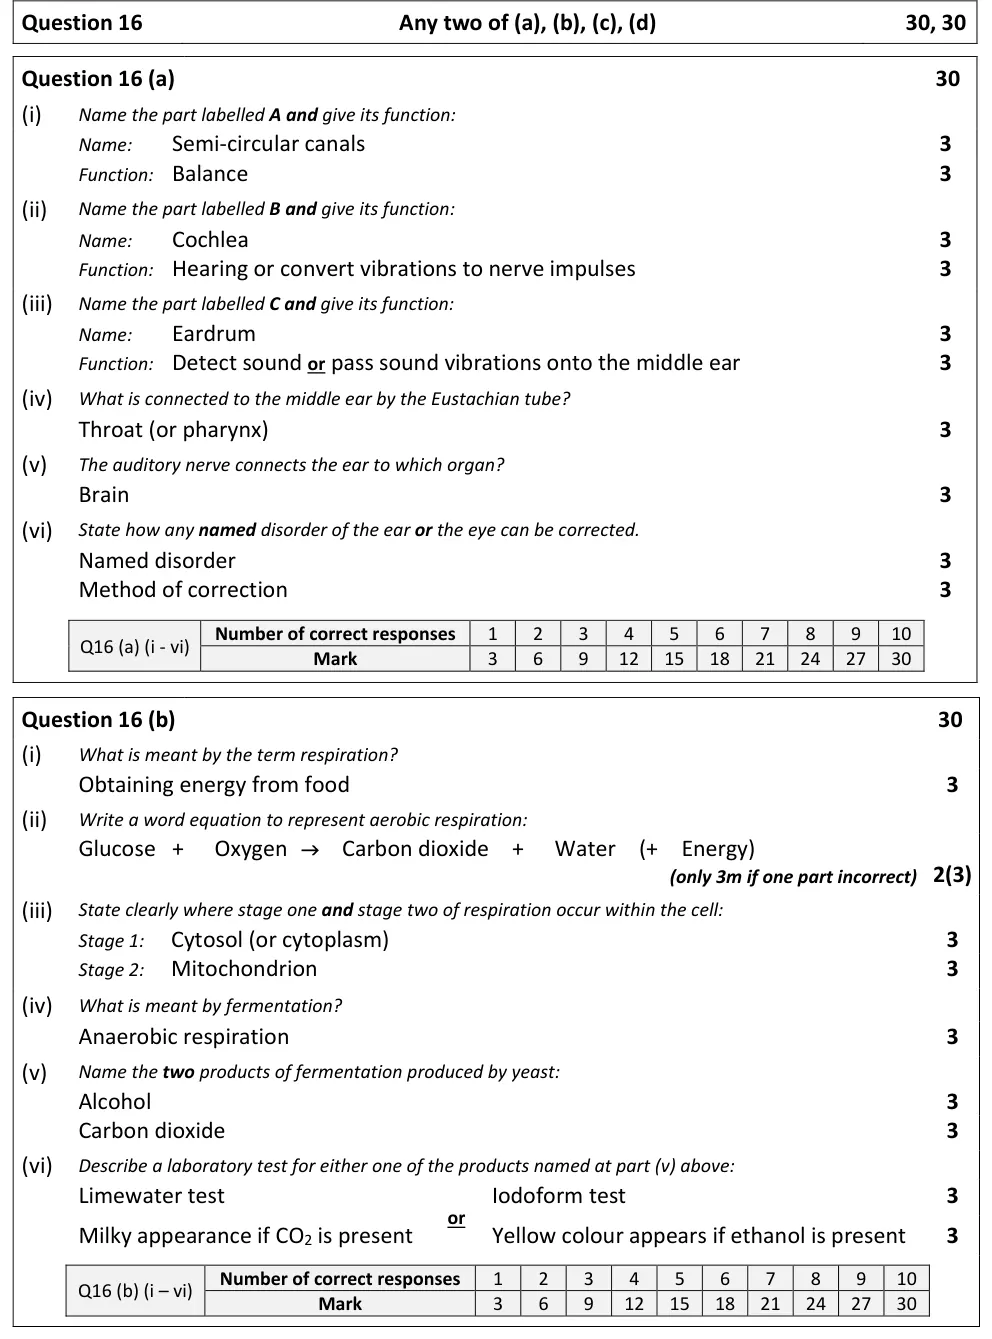 Question 16 Any two of (a), (b), (c), (d) 30, 30
Question 16 (a) 30
(i) Name the part labelled A and give its function:
Name: Semi-circular canals 3
Function: Balance 3
(ii) Name the part labelled B and give its function:
Name: Cochlea 3
Function: Hearing or convert vibrations to nerve impulses 3
(iii) Name the part labelled C and give its function:
Name: Eardrum 3
Function: Detect sound or pass sound vibrations onto the middle ear 3
(iv) What is connected to the middle ear by the Eustachian tube?
Throat (or pharynx) 3
(v) The auditory nerve connects the ear to which organ?
Brain 3
(vi) State how any named disorder of the ear or the eye can be corrected.
Named disorder 3
Method of correction 3
Q16 (a) (i - vi) Number of correct responses 1 2 3 4 5 6 7 8 9 10
Mark 3 6 9 12 15 18 21 24 27 30
Question 16 (b) 30
(i) What is meant by the term respiration?
Obtaining energy from food 3
(ii) Write a word equation to represent aerobic respiration:
Glucose + Oxygen → Carbon dioxide + Water (+ Energy)
(only 3m if one part incorrect) 2(3)
(iii) State clearly where stage one and stage two of respiration occur within the cell:
Stage 1: Cytosol (or cytoplasm) 3
Stage 2: Mitochondrion 3
(iv) What is meant by fermentation?
Anaerobic respiration 3
(v) Name the two products of fermentation produced by yeast:
Alcohol 3
Carbon dioxide 3
(vi) Describe a laboratory test for either one of the products named at part (v) above:
Limewater test Iodoform test 3
or
Milky appearance if CO₂ is present Yellow colour appears if ethanol is present 3
Q16 (b) (i – vi) Number of correct responses 1 2 3 4 5 6 7 8 9 10
Mark 3 6 9 12 15 18 21 24 27 30